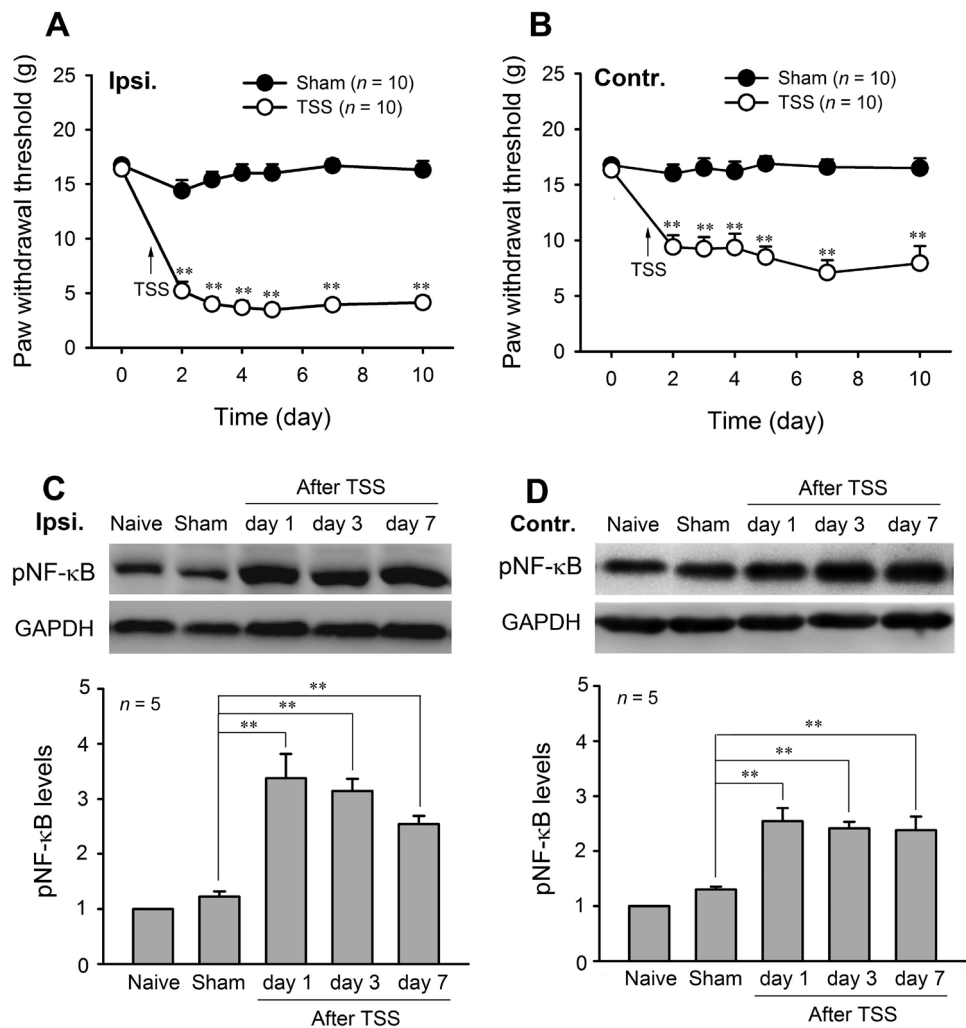 A
Ipsi.
Sham (n = 10)
TSS (n = 10)
Paw withdrawal threshold (g)
25
20
15
10
5
0
TSS
**
**
**
**
**
**
0 2 4 6 8 10
Time (day)
B
Contr.
Sham (n = 10)
TSS (n = 10)
Paw withdrawal threshold (g)
25
20
15
10
5
0
TSS
**
**
**
**
**
**
0 2 4 6 8 10
Time (day)
C
Ipsi.
After TSS
Naive Sham day 1 day 3 day 7
pNF-κB
GAPDH
pNF-κB levels
5
4
3
2
1
0
n = 5
**
**
**
Naive Sham day 1 day 3 day 7
After TSS
D
Contr.
After TSS
Naive Sham day 1 day 3 day 7
pNF-κB
GAPDH
pNF-κB levels
5
4
3
2
1
0
n = 5
**
**
**
Naive Sham day 1 day 3 day 7
After TSS